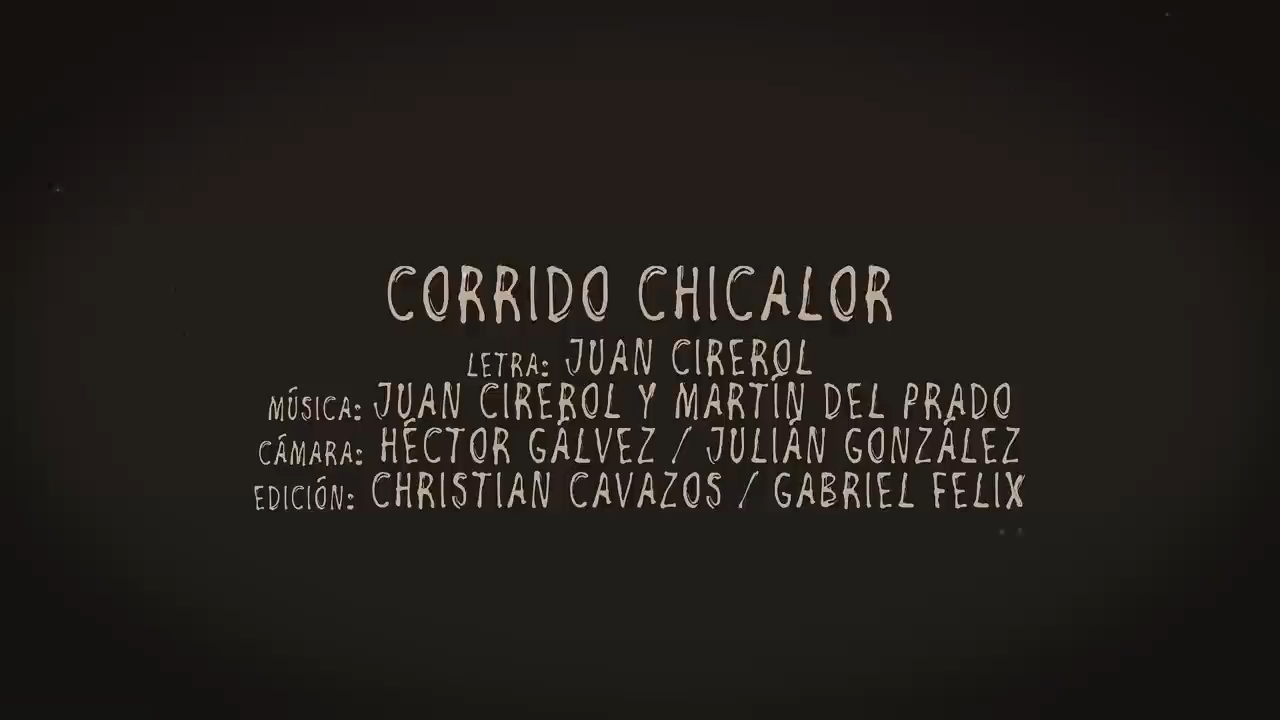 CORRIDO CHICALOR
LETRA: JUAN CIREROL
MÚSICA: JUAN CIREROL Y MARTÍN DEL PRADO
CÁMARA: HÉCTOR GÁLVEZ / JULIÁN GONZÁLEZ
EDICIÓN: CHRISTIAN CAVAZOS / GABRIEL FELIX